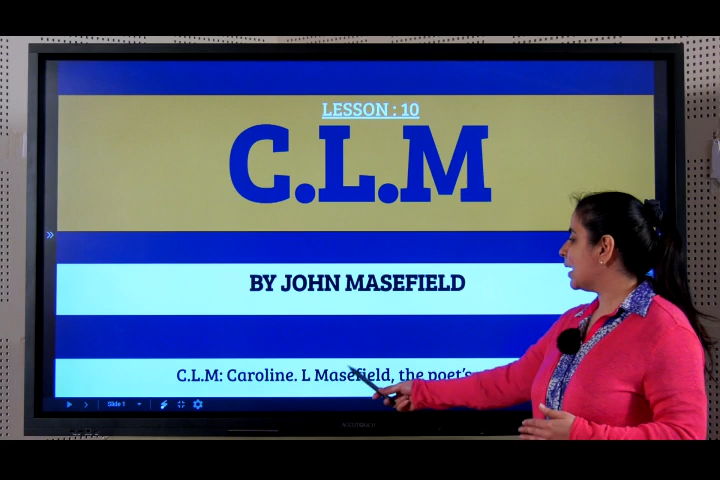 LESSON : 10
C.L.M
BY JOHN MASEFIELD
C.L.M: Caroline. L Masefield, the poet's
Slide 1